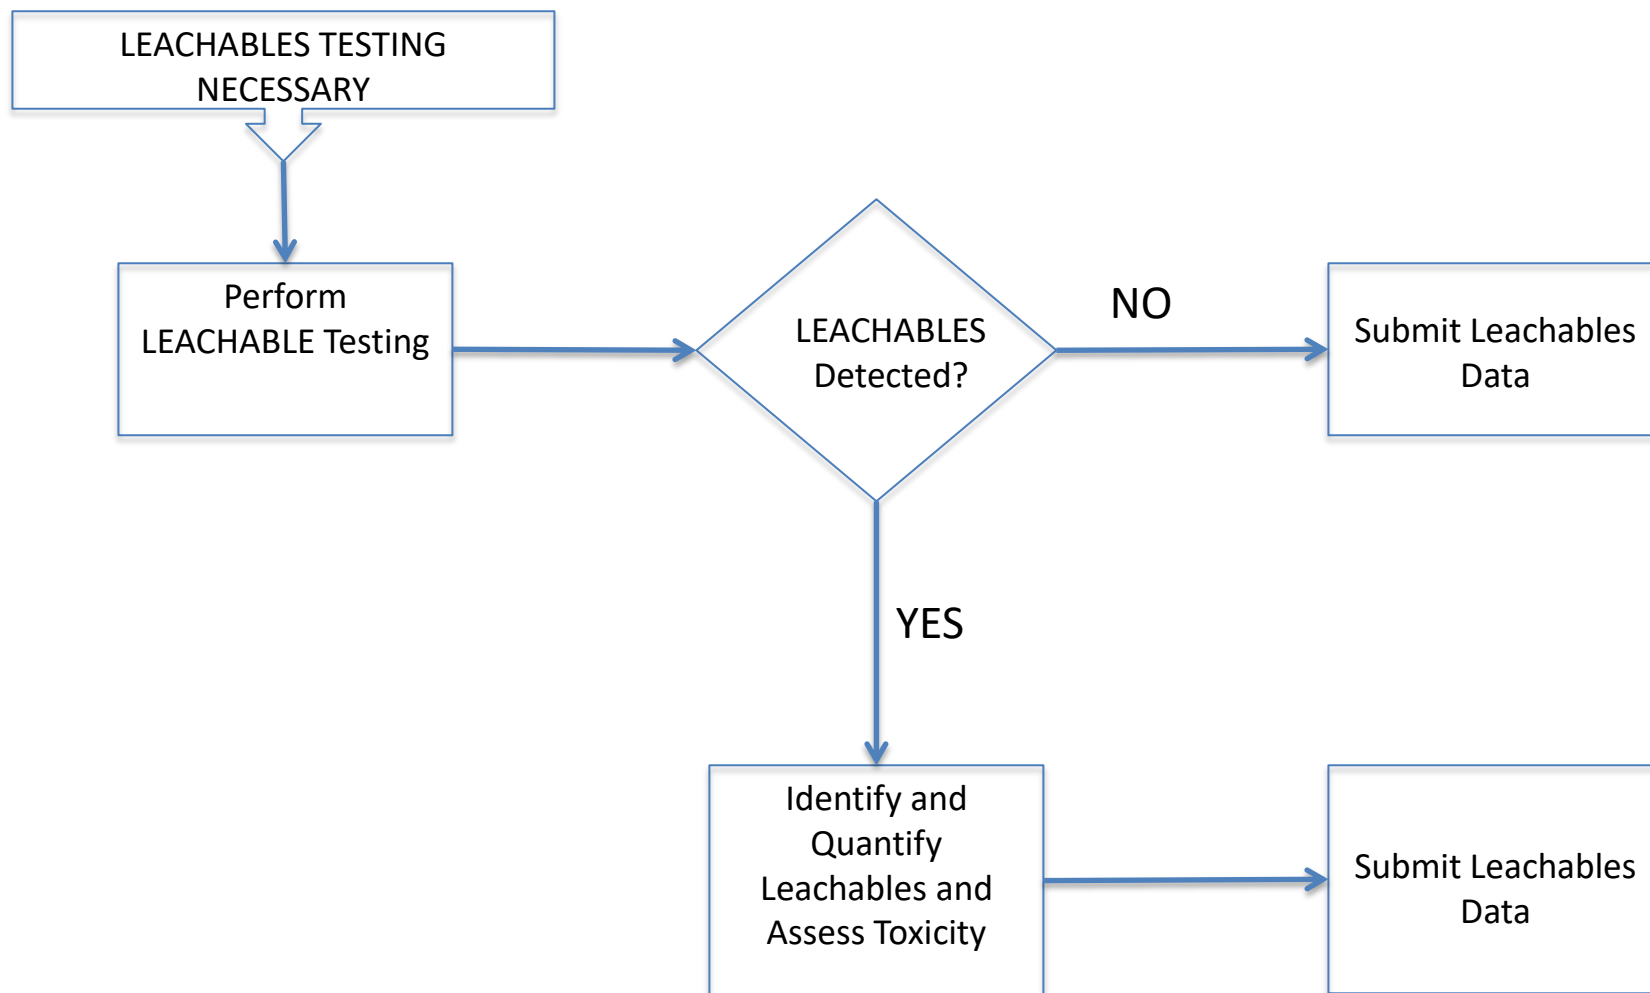 LEACHABLES TESTING
NECESSARY
Perform
LEACHABLE Testing
LEACHABLES
Detected?
NO
Submit Leachables
Data
YES
Identify and
Quantify
Leachables and
Assess Toxicity
Submit Leachables
Data